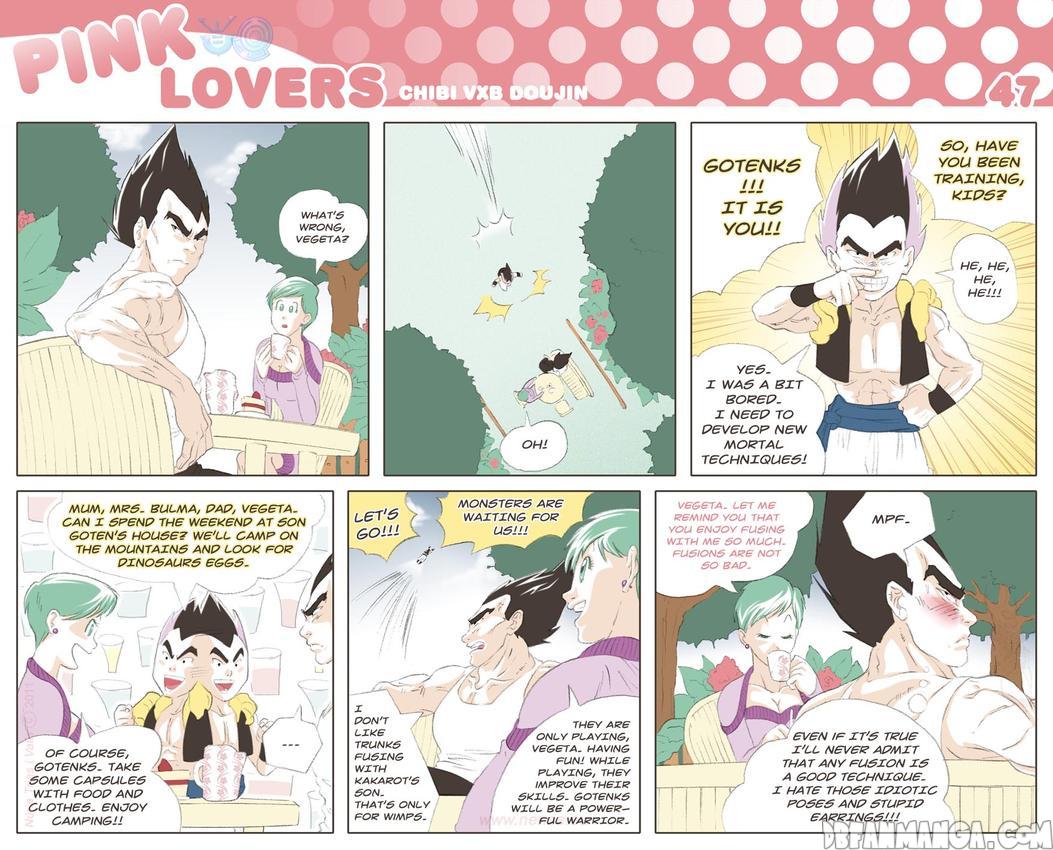 PINK
LOVERS
CHIBI VXB DOUJIN
47
WHAT'S
WRONG,
VEGETA?
OH!
GOTENKS
!!!
IT IS
YOU!!
SO, HAVE
YOU BEEN
TRAINING,
KIDS?
HE, HE,
HE,
HE!!!
YES.
I WAS A BIT
BORED.
I NEED TO
DEVELOP NEW
MORTAL
TECHNIQUES!
MUM, MRS. BULMA, DAD, VEGETA.
CAN I SPEND THE WEEKEND AT SON
GOTEN'S HOUSE? WE'LL CAMP ON
THE MOUNTAINS AND LOOK FOR
DINOSAURS EGGS.
OF COURSE,
GOTENKS. TAKE
SOME CAPSULES
WITH FOOD AND
CLOTHES. ENJOY
CAMPING!!
---
LET'S
GO!!!
MONSTERS ARE
WAITING FOR
US!!!
I
DON'T
LIKE
TRUNKS
FUSING
WITH
KAKAROT'S
SON.
THAT'S ONLY
FOR WIMPS.
THEY ARE
ONLY PLAYING,
VEGETA. HAVING
FUN! WHILE
PLAYING, THEY
IMPROVE THEIR
SKILLS. GOTENKS
WILL BE A POWER-
FUL WARRIOR.
VEGETA. LET ME
REMIND YOU THAT
YOU ENJOY FUSING
WITH ME SO MUCH.
FUSIONS ARE NOT
SO BAD.
MPF.
EVEN IF IT'S TRUE
I'LL NEVER ADMIT
THAT ANY FUSION IS
A GOOD TECHNIQUE.
I HATE THOSE IDIOTIC
POSES AND STUPID
EARRINGS!!!
DBFANMANGA.COM